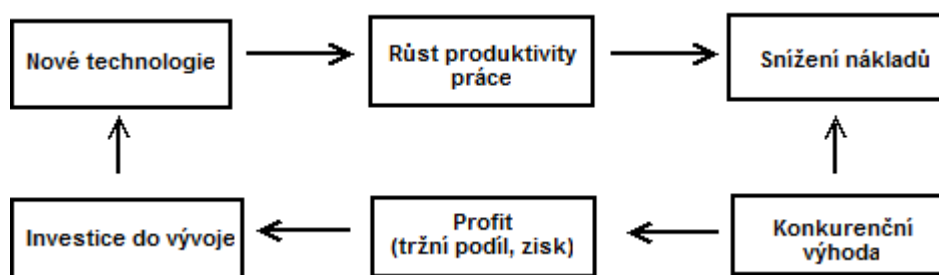 Nové technologie
Růst produktivity
práce
Snížení nákladů
Investice do vývoje
Profit
(tržní podíl, zisk)
Konkurenční
výhoda